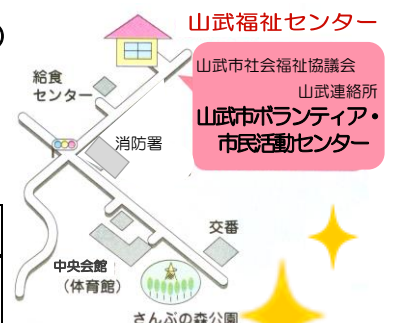 山武福祉センター
山武市社会福祉協議会
山武連絡所
山武市ボランティア・
市民活動センター
給食
センター
消防署
交番
中央会館
（体育館）
さんぶの森公園